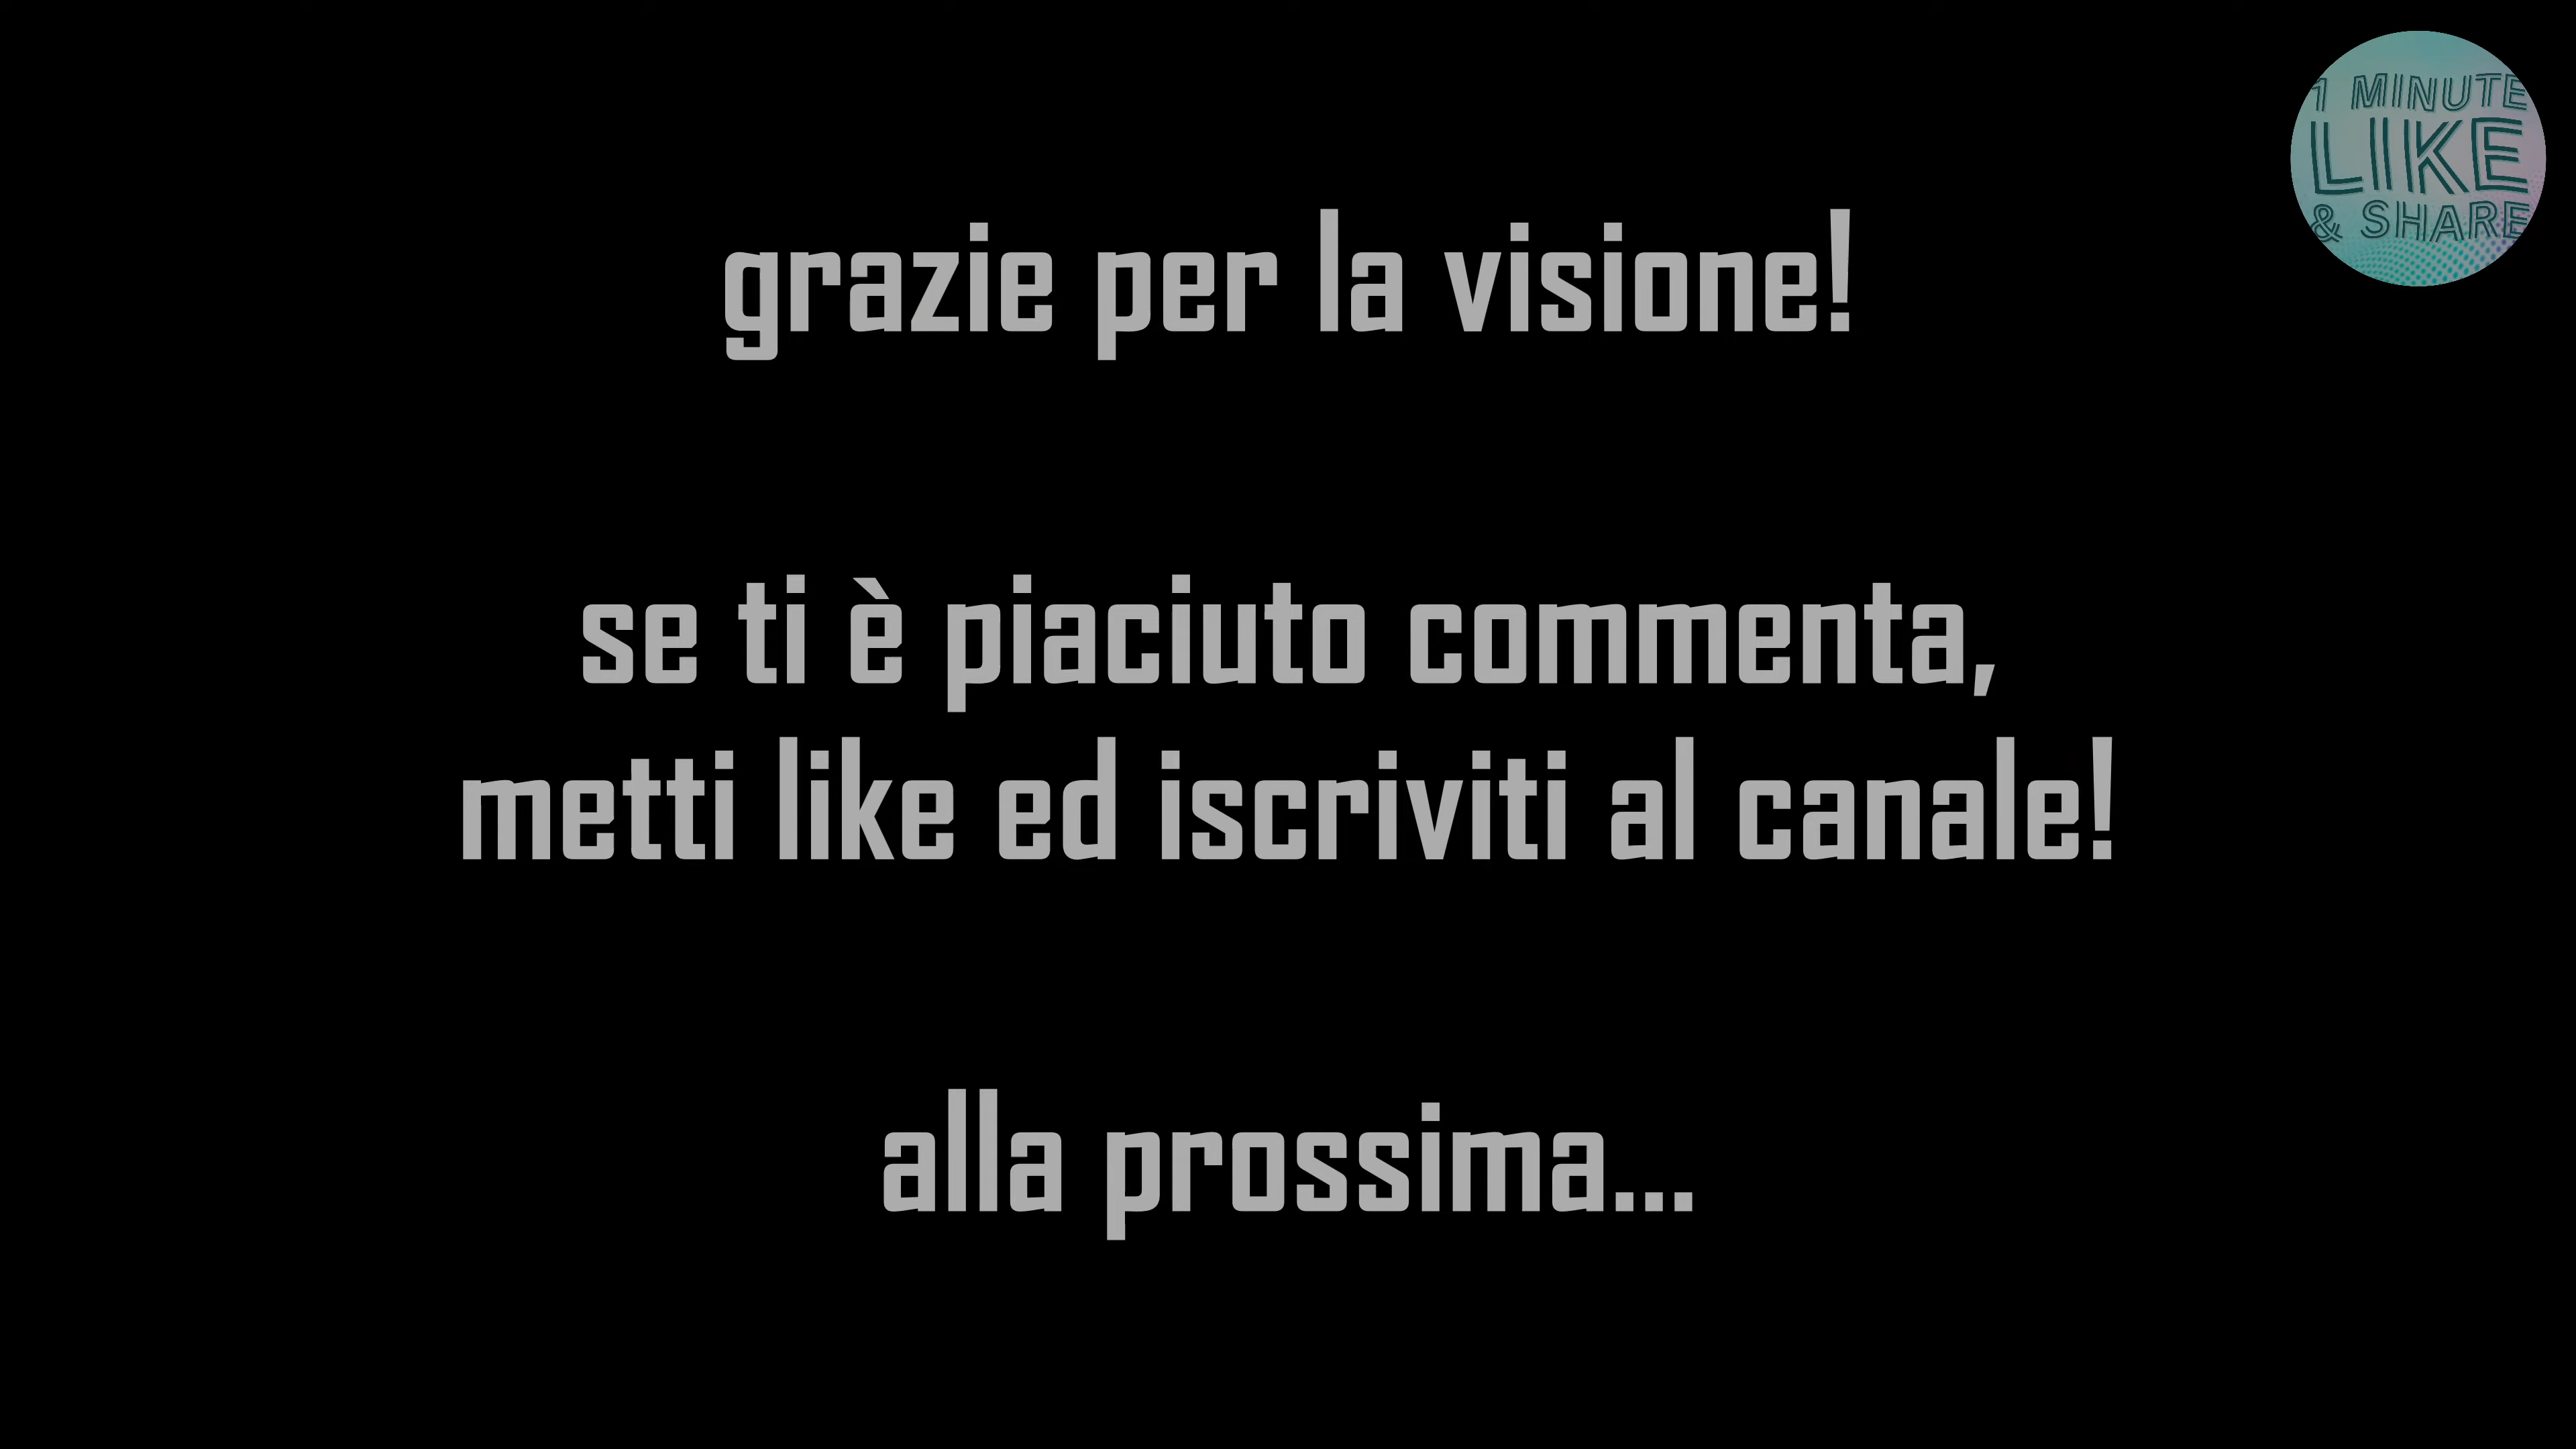 1 MINUTE
LIKE
& SHARE
grazie per la visione!
se ti è piaciuto commenta,
metti like ed iscriviti al canale!
alla prossima...